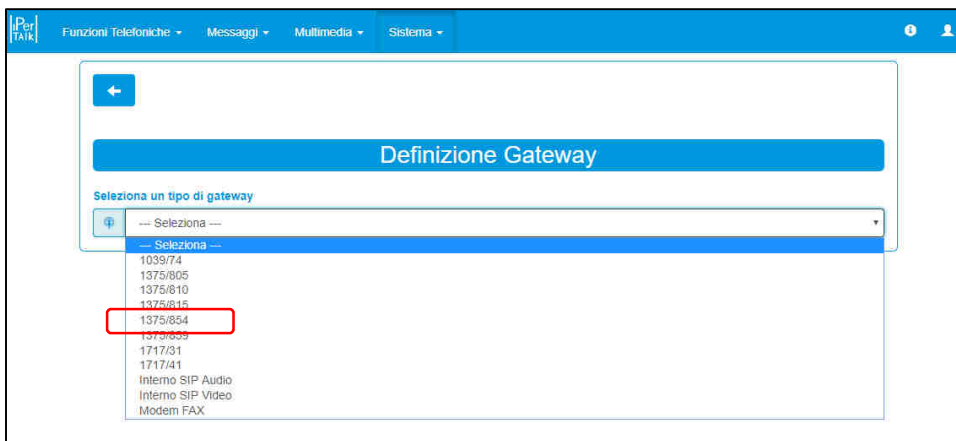 iPer
TAlk
Funzioni Telefoniche Messaggi Multimedia Sistema
Definizione Gateway
Seleziona un tipo di gateway
--- Seleziona ---
--- Seleziona ---
1039/74
1375/805
1375/810
1375/815
1375/854
1375/859
1717/31
1717/41
Interno SIP Audio
Interno SIP Video
Modem FAX